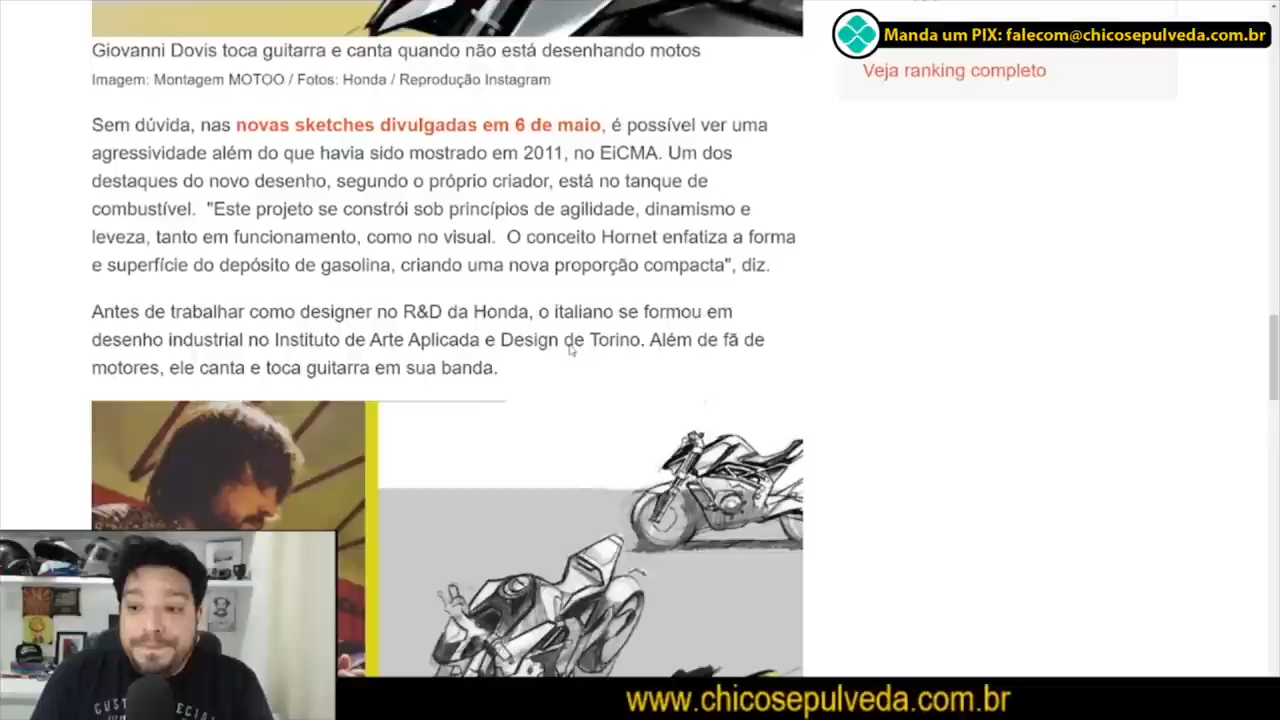 Manda um PIX: falecom@chicosepulveda.com.br
Giovanni Dovis toca guitarra e canta quando não está desenhando motos
Imagem: Montagem MOTOO / Fotos: Honda / Reprodução Instagram
Veja ranking completo
Sem dúvida, nas novas sketches divulgadas em 6 de maio, é possível ver uma
agressividade além do que havia sido mostrado em 2011, no EiCMA. Um dos
destaques do novo desenho, segundo o próprio criador, está no tanque de
combustível. "Este projeto se constrói sob princípios de agilidade, dinamismo e
leveza, tanto em funcionamento, como no visual. O conceito Hornet enfatiza a forma
e superfície do depósito de gasolina, criando uma nova proporção compacta", diz.
Antes de trabalhar como designer no R&D da Honda, o italiano se formou em
desenho industrial no Instituto de Arte Aplicada e Design de Torino. Além de fã de
motores, ele canta e toca guitarra em sua banda.
www.chicosepulveda.com.br